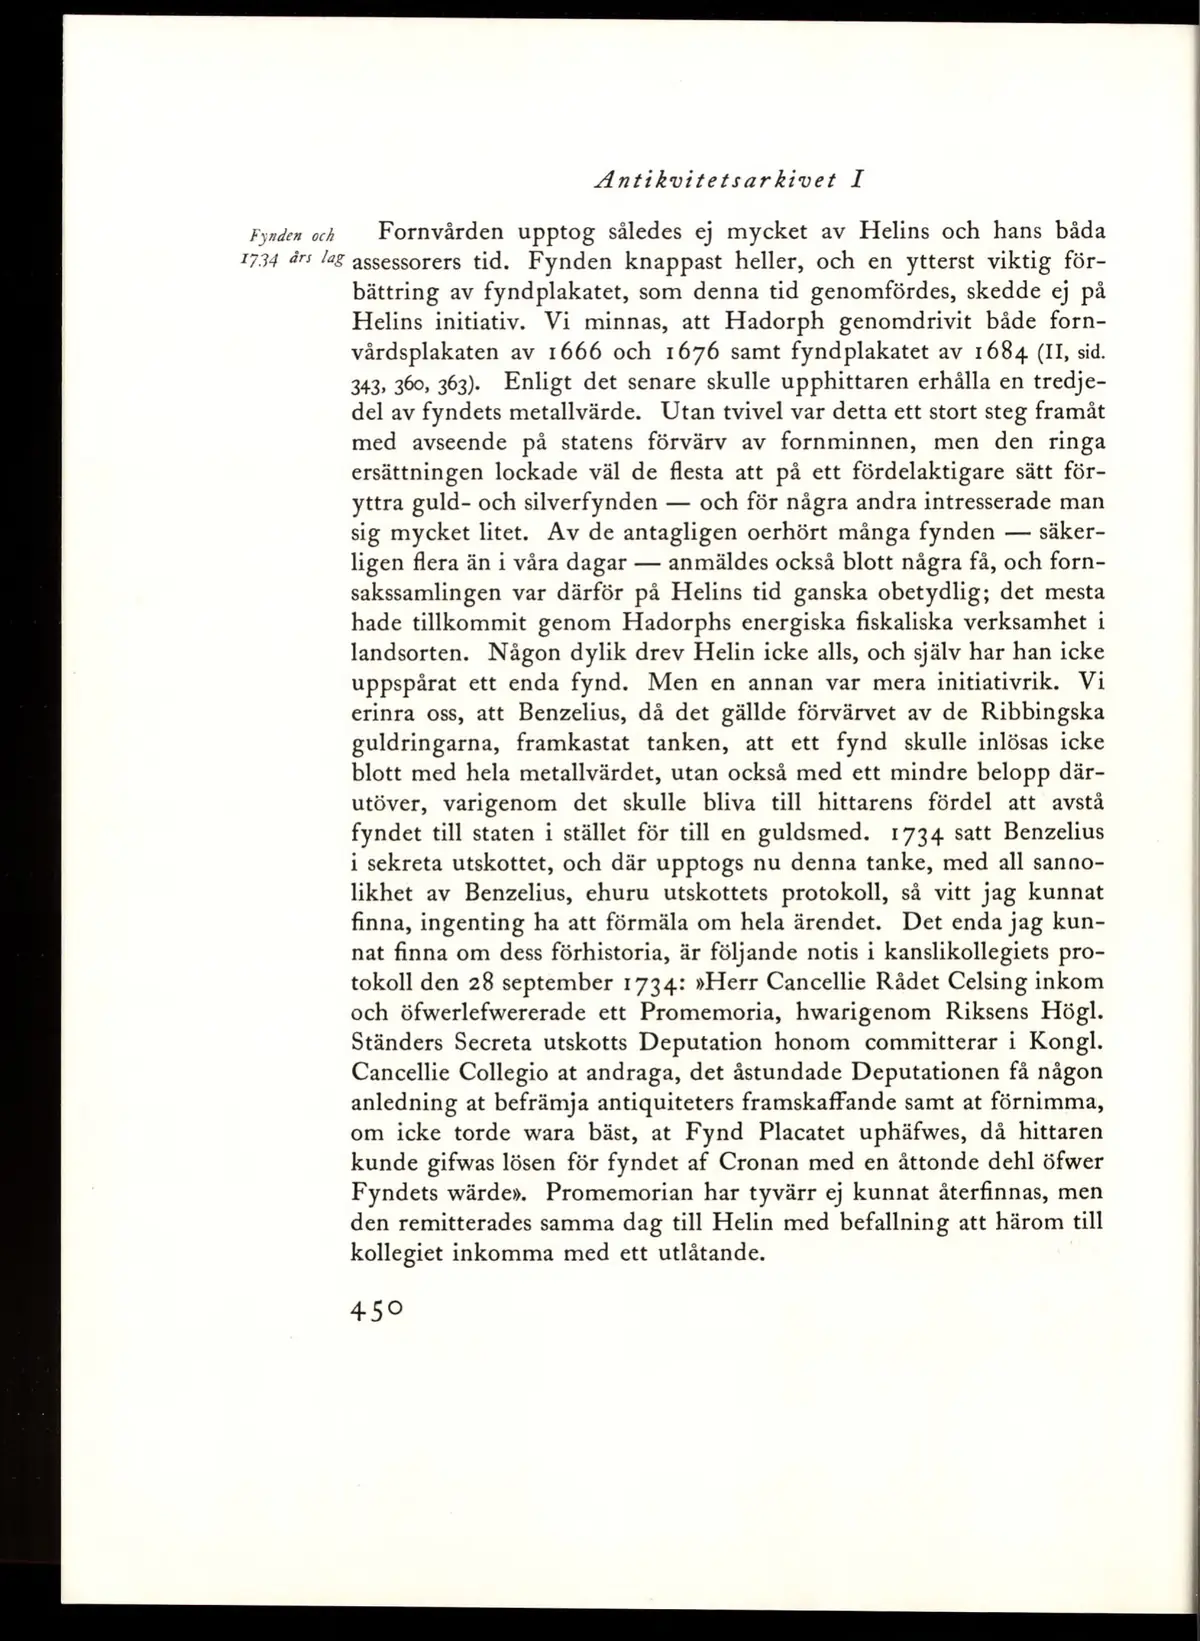 Antikvitetsarkivet I
Fynden och
1734 års lag
Fornvården upptog således ej mycket av Helins och hans båda
assessorers tid. Fynden knappast heller, och en ytterst viktig för-
bättring av fyndplakatet, som denna tid genomfördes, skedde ej på
Helins initiativ. Vi minnas, att Hadorph genomdrivit både forn-
vårdsplakaten av 1666 och 1676 samt fyndplakatet av 1684 (II, sid.
343, 360, 363). Enligt det senare skulle upphittaren erhålla en tredje-
del av fyndets metallvärde. Utan tvivel var detta ett stort steg framåt
med avseende på statens förvärv av fornminnen, men den ringa
ersättningen lockade väl de flesta att på ett fördelaktigare sätt för-
yttra guld- och silverfynden — och för några andra intresserade man
sig mycket litet. Av de antagligen oerhört många fynden — säker-
ligen flera än i våra dagar — anmäldes också blott några få, och forn-
sakssamlingen var därför på Helins tid ganska obetydlig; det mesta
hade tillkommit genom Hadorphs energiska fiskaliska verksamhet i
landsorten. Någon dylik drev Helin icke alls, och själv har han icke
uppspårat ett enda fynd. Men en annan var mera initiativrik. Vi
erinra oss, att Benzelius, då det gällde förvärvet av de Ribbingska
guldringarna, framkastat tanken, att ett fynd skulle inlösas icke
blott med hela metallvärdet, utan också med ett mindre belopp där-
utöver, varigenom det skulle bliva till hittarens fördel att avstå
fyndet till staten i stället för till en guldsmed. 1734 satt Benzelius
i sekreta utskottet, och där upptogs nu denna tanke, med all sanno-
likhet av Benzelius, ehuru utskottets protokoll, så vitt jag kunnat
finna, ingenting ha att förmäla om hela ärendet. Det enda jag kun-
nat finna om dess förhistoria, är följande notis i kanslikollegiets pro-
tokoll den 28 september 1734: »Herr Cancellie Rådet Celsing inkom
och öfwerlefwererade ett Promemoria, hwarigenom Riksens Högl.
Ständers Secreta utskotts Deputation honom committerar i Kongl.
Cancellie Collegio at andraga, det åstundade Deputationen få någon
anledning at befrämja antiquiteters framskaffande samt at förnimma,
om icke torde wara bäst, at Fynd Placatet uphäfwes, då hittaren
kunde gifwas lösen för fyndet af Cronan med en åttonde dehl öfwer
Fyndets wärde». Promemorian har tyvärr ej kunnat återfinnas, men
den remitterades samma dag till Helin med befallning att härom till
kollegiet inkomma med ett utlåtande.
450